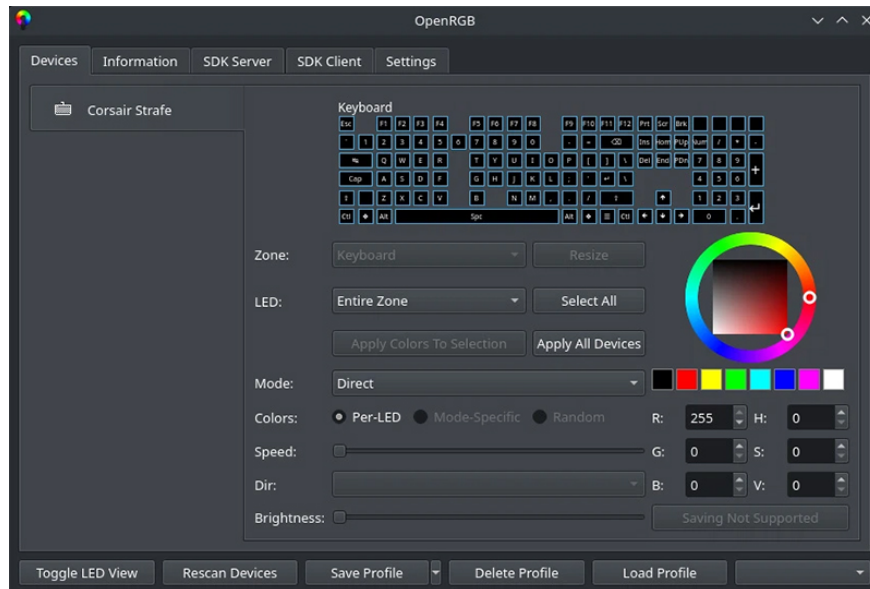 OpenRGB
Devices Information SDK Server SDK Client Settings
Corsair Strafe
Keyboard
Esc F1 F2 F3 F4 F5 F6 F7 F8 F9 F10 F11 F12 Prt Scr Brk
` 1 2 3 4 5 6 7 8 9 0 - = Ins Hom PUp Num / * -
Q W E R T Y U I O P [ ] \ Del End PDn 7 8 9 +
Cap A S D F G H J K L ; ' \ 4 5 6
Z X C V B N M , . / 1 2 3
Ctl Alt Spc Alt Ctl 0 .
Zone: Keyboard Resize
LED: Entire Zone Select All
Apply Colors To Selection Apply All Devices
Mode: Direct
Colors: Per-LED Mode-Specific Random R: 255 H: 0
Speed: G: 0 S: 0
Dir: B: 0 V: 0
Brightness: Saving Not Supported
Toggle LED View Rescan Devices Save Profile Delete Profile Load Profile